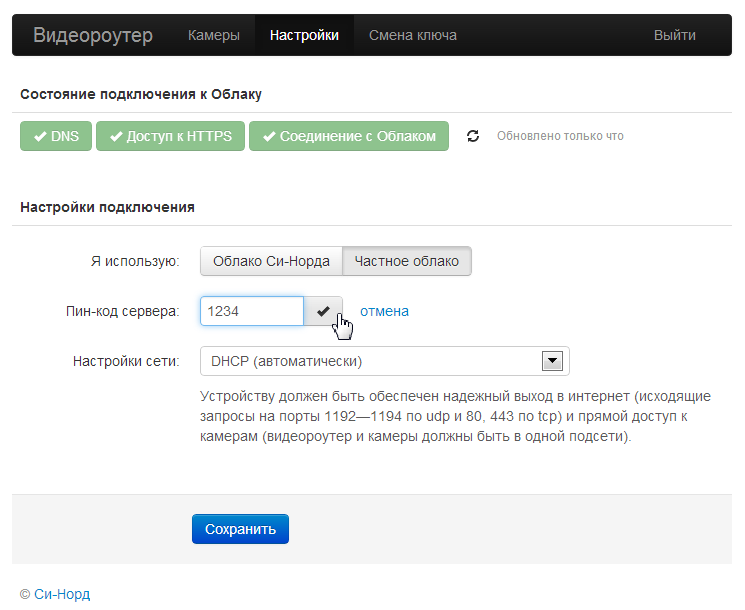 Видеороутер Камеры Настройки Смена ключа Выйти
Состояние подключения к Облаку
DNS Доступ к HTTPS Соединение с Облаком Обновлено только что
Настройки подключения
Я использую: Облако Си-Норда Частное облако
Пин-код сервера: 1234 отмена
Настройки сети: DHCP (автоматически)
Устройству должен быть обеспечен надежный выход в интернет (исходящие
запросы на порты 1192—1194 по udp и 80, 443 по tcp) и прямой доступ к
камерам (видеороутер и камеры должны быть в одной подсети).
Сохранить
© Си-Норд